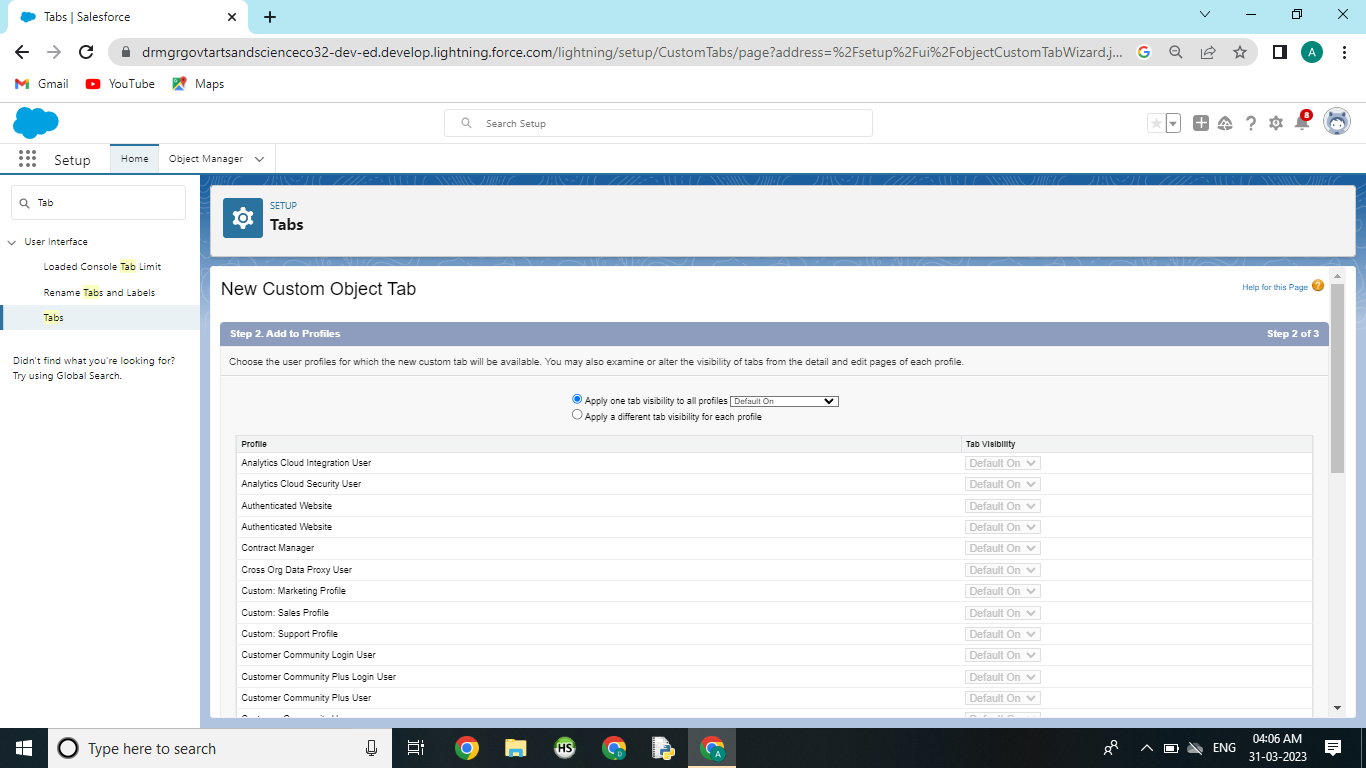 Tabs | Salesforce
drmgrgovtartsandscienceco32-dev-ed.develop.lightning.force.com/lightning/setup/CustomTabs/page?address=%2Fsetup%2Fui%2FobjectCustomTabWizard.j...
A
Gmail
YouTube
Maps
Search Setup
8
Setup
Home
Object Manager
Tab
User Interface
Loaded Console Tab Limit
Rename Tabs and Labels
Tabs
Didn't find what you're looking for?
Try using Global Search.
SETUP
Tabs
New Custom Object Tab
Help for this Page
Step 2. Add to Profiles
Step 2 of 3
Choose the user profiles for which the new custom tab will be available. You may also examine or alter the visibility of tabs from the detail and edit pages of each profile.
Apply one tab visibility to all profiles Default On
Apply a different tab visibility for each profile
Profile Tab Visibility
Analytics Cloud Integration User Default On
Analytics Cloud Security User Default On
Authenticated Website Default On
Authenticated Website Default On
Contract Manager Default On
Cross Org Data Proxy User Default On
Custom: Marketing Profile Default On
Custom: Sales Profile Default On
Custom: Support Profile Default On
Customer Community Login User Default On
Customer Community Plus Login User Default On
Customer Community Plus User Default On
Type here to search
HS
D
A
ENG
04:06 AM
31-03-2023